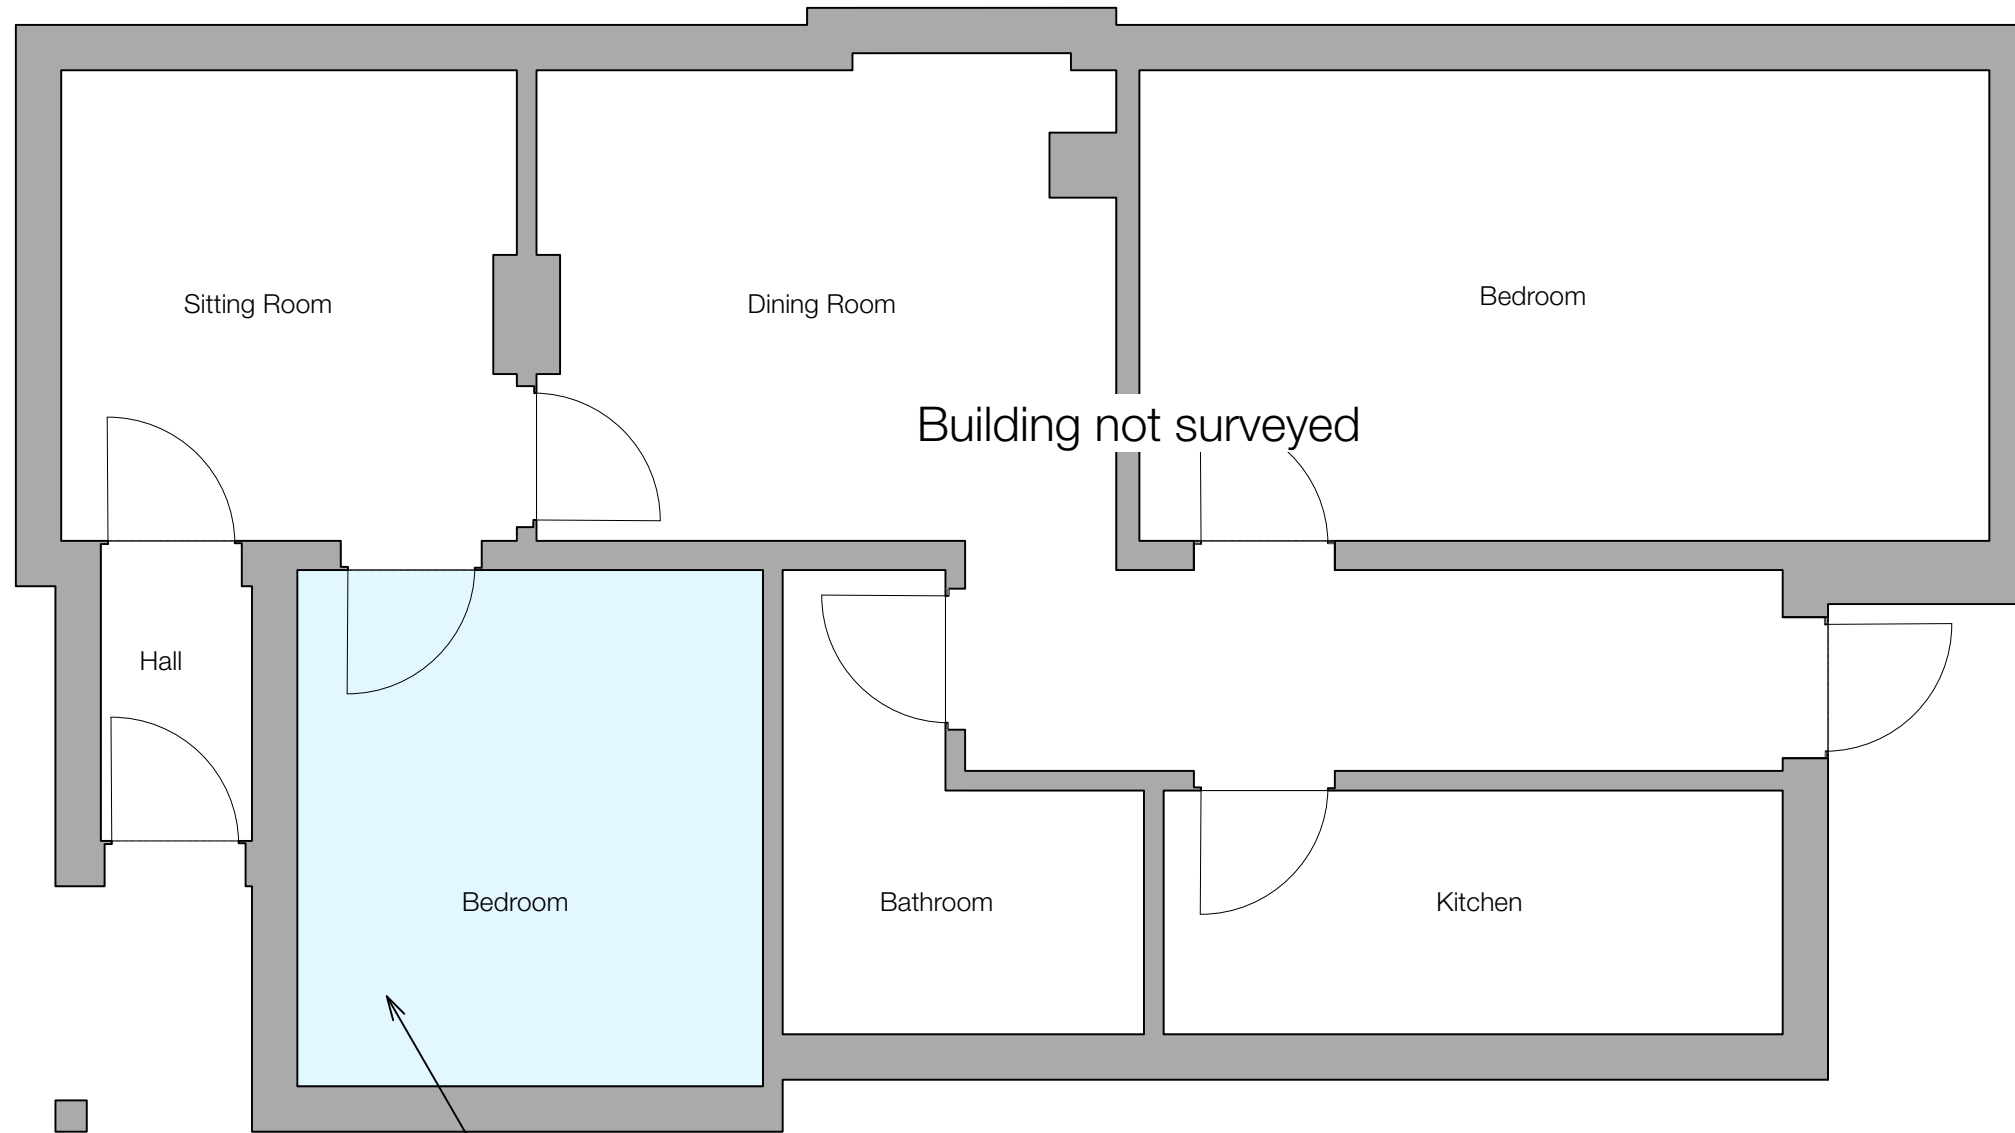 Sitting Room
Dining Room
Bedroom
Building not surveyed
Hall
Bedroom
Bathroom
Kitchen